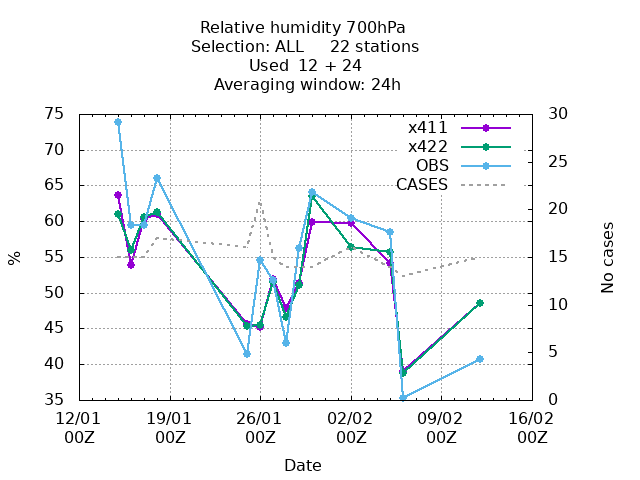 Relative humidity 700hPa
Selection: ALL     22 stations
Used  12 + 24
Averaging window: 24h
75
70
65
60
55
50
45
40
35
30
25
20
15
10
5
0
x411
x422
OBS
CASES
%
No cases
12/01 19/01 26/01 02/02 09/02 16/02
00Z 00Z 00Z 00Z 00Z 00Z
Date